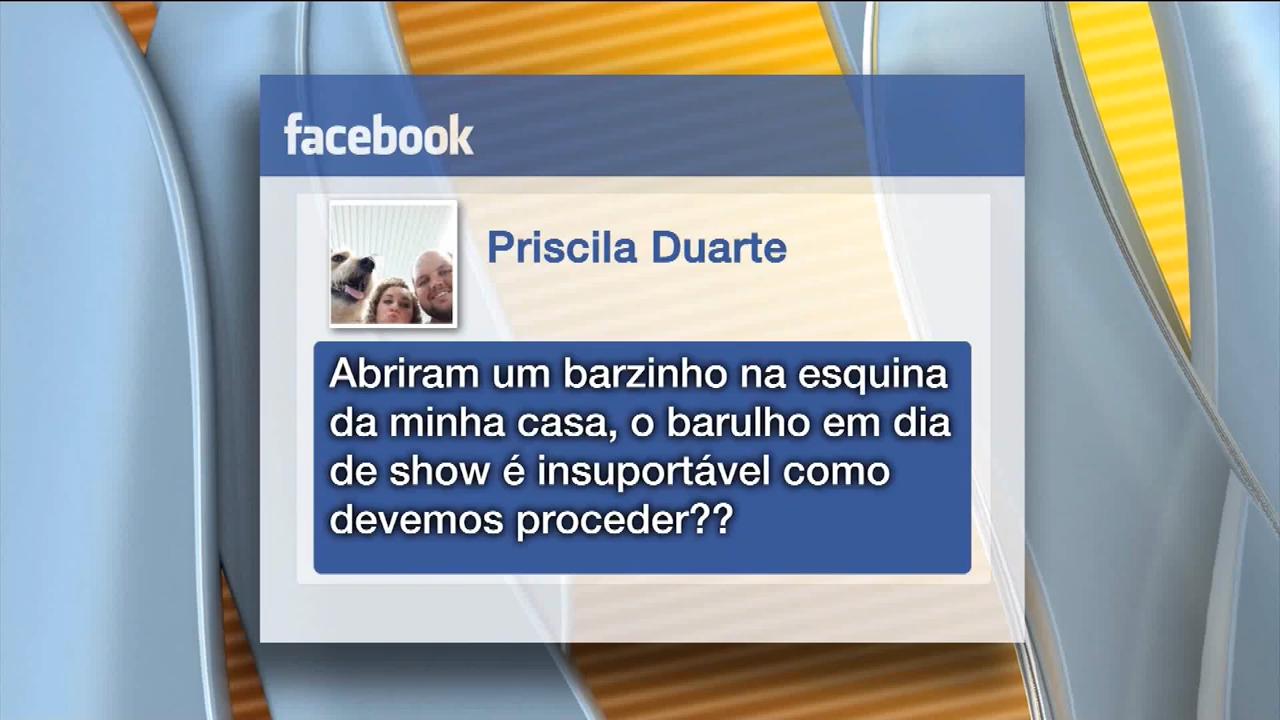 facebook
Priscila Duarte
Abriram um barzinho na esquina
da minha casa, o barulho em dia
de show é insuportável como
devemos proceder??